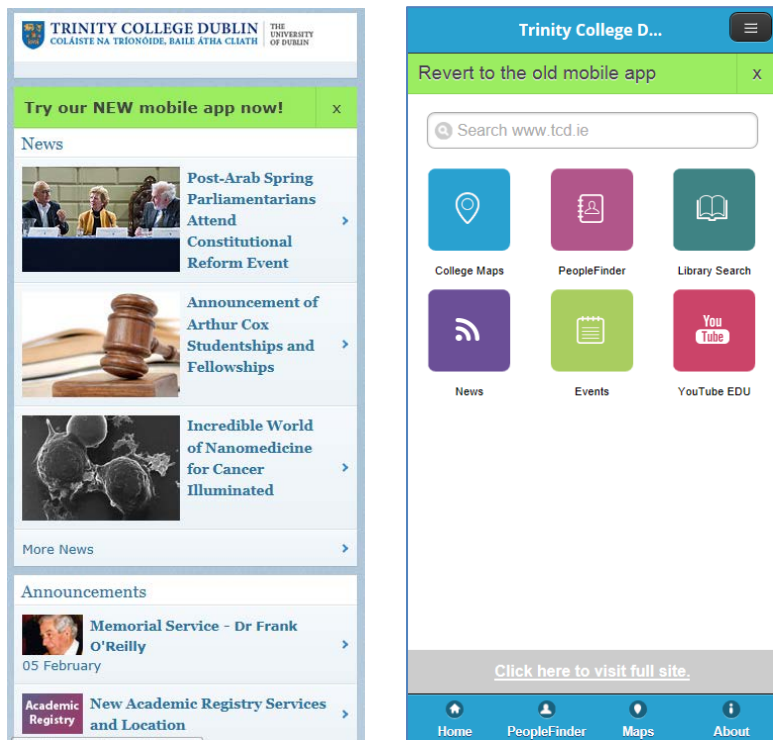 TRINITY COLLEGE DUBLIN
COLÁISTE NA TRÍONÓIDE, BAILE ÁTHA CLIATH
THE
UNIVERSITY
OF DUBLIN
Try our NEW mobile app now!
x
News
Post-Arab Spring
Parliamentarians
Attend
Constitutional
Reform Event
Announcement of
Arthur Cox
Studentships and
Fellowships
Incredible World
of Nanomedicine
for Cancer
Illuminated
More News
Announcements
Memorial Service - Dr Frank
O'Reilly
05 February
Academic
Registry
New Academic Registry Services
and Location
Trinity College D...
Revert to the old mobile app
x
Search www.tcd.ie
College Maps
PeopleFinder
Library Search
You
Tube
News
Events
YouTube EDU
Click here to visit full site.
Home
PeopleFinder
Maps
About